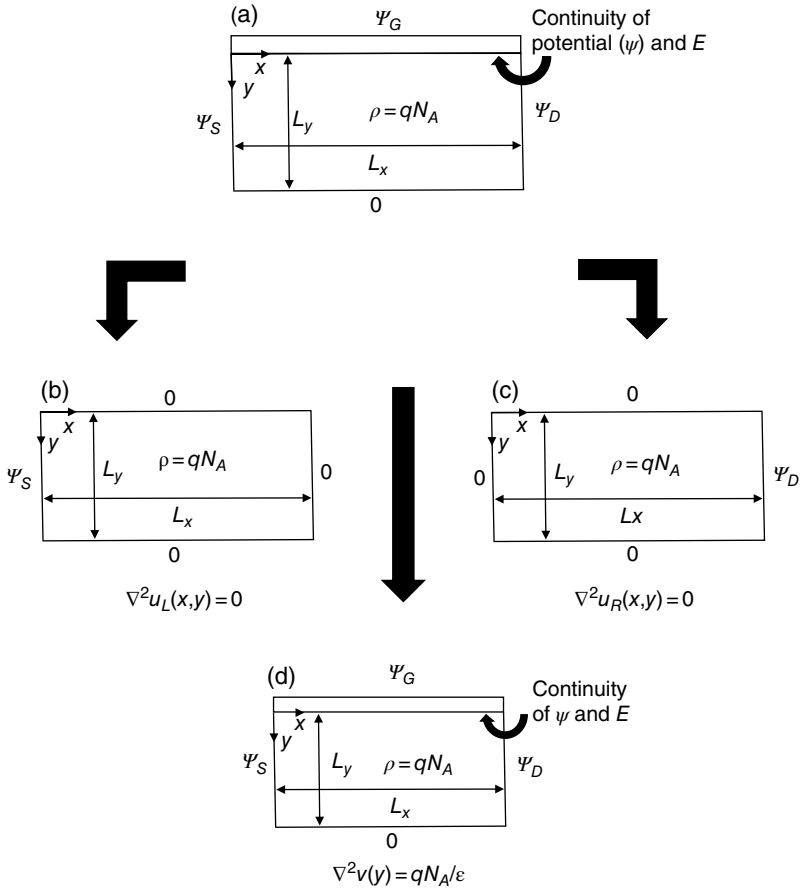 (a)
Ψ_G
Continuity of
potential (ψ) and E
x
y
Ψ_S
L_y
ρ = qN_A
Ψ_D
L_x
0
(b)
0
x
y
Ψ_S
L_y
ρ = qN_A
0
L_x
0
∇²u_L(x,y) = 0
(c)
0
x
y
0
L_y
ρ = qN_A
Ψ_D
Lx
0
∇²u_R(x,y) = 0
(d)
Ψ_G
Continuity
of ψ and E
x
y
Ψ_S
L_y
ρ = qN_A
Ψ_D
L_x
0
∇²v(y) = qN_A/ε